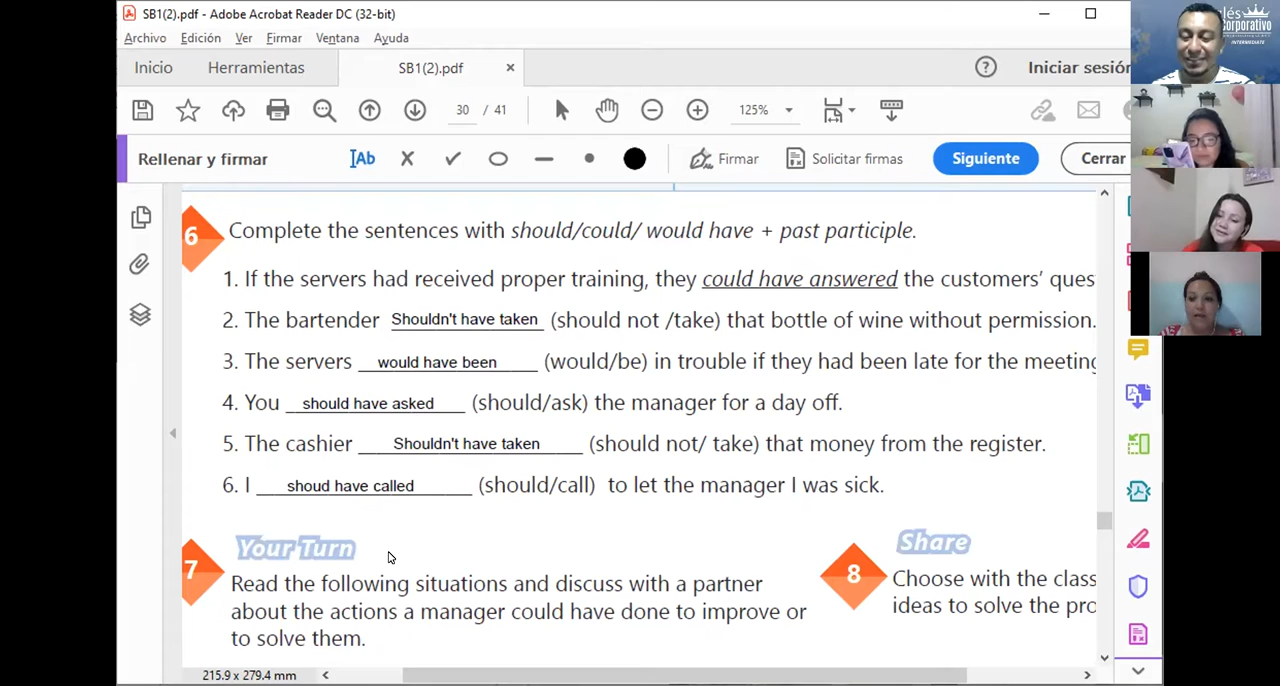 SB1(2).pdf - Adobe Acrobat Reader DC (32-bit)
Archivo Edición Ver Firmar Ventana Ayuda
Inicio Herramientas SB1(2).pdf × ? Iniciar sesión
30 / 41 125%
Rellenar y firmar Ab Firmar Solicitar firmas Siguiente Cerrar
6 Complete the sentences with should/could/ would have + past participle.
1. If the servers had received proper training, they could have answered the customers' ques
2. The bartender Shouldn't have taken (should not /take) that bottle of wine without permission.
3. The servers would have been (would/be) in trouble if they had been late for the meeting
4. You should have asked (should/ask) the manager for a day off.
5. The cashier Shouldn't have taken (should not/ take) that money from the register.
6. I shoud have called (should/call) to let the manager I was sick.
7 Your Turn
Read the following situations and discuss with a partner
about the actions a manager could have done to improve or
to solve them.
8 Share
Choose with the class
ideas to solve the pro
215.9 x 279.4 mm
glés
Corporativo
INTERMEDIATE